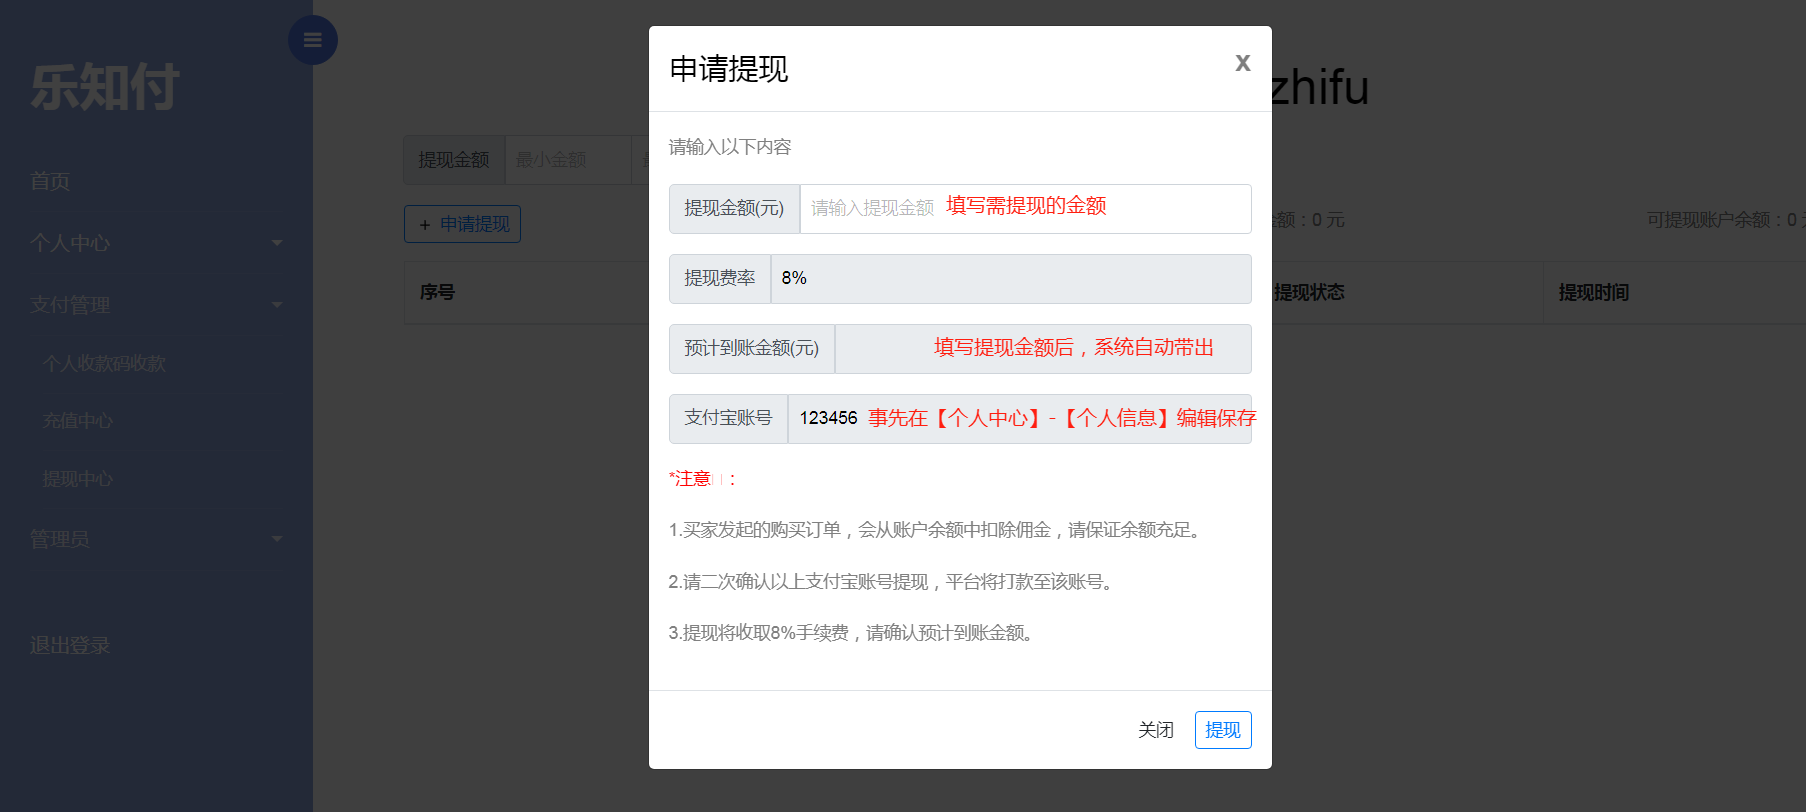 乐知付
首页
个人中心
支付管理
个人收款码收款
充值中心
提现中心
管理员
退出登录
zhifu
提现金额 最小金额
+ 申请提现
金额：0 元
可提现账户余额：0
序号
提现状态
提现时间
申请提现
X
请输入以下内容
提现金额(元) 请输入提现金额 填写需提现的金额
提现费率 8%
预计到账金额(元) 填写提现金额后，系统自动带出
支付宝账号 123456 事先在【个人中心】-【个人信息】编辑保存
*注意：
1.买家发起的购买订单，会从账户余额中扣除佣金，请保证余额充足。
2.请二次确认以上支付宝账号提现，平台将打款至该账号。
3.提现将收取8%手续费，请确认预计到账金额。
关闭
提现